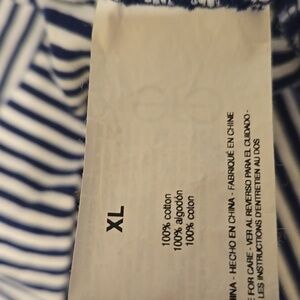 XL
100% cotton
100% algodón
100% coton
INA - HECHO EN CHINA - FABRIQUÉ EN CHINE
FOR CARE - VER AL REVERSO PARA EL CUIDADO -
LES INSTRUCTIONS D'ENTRETIEN AU DOS